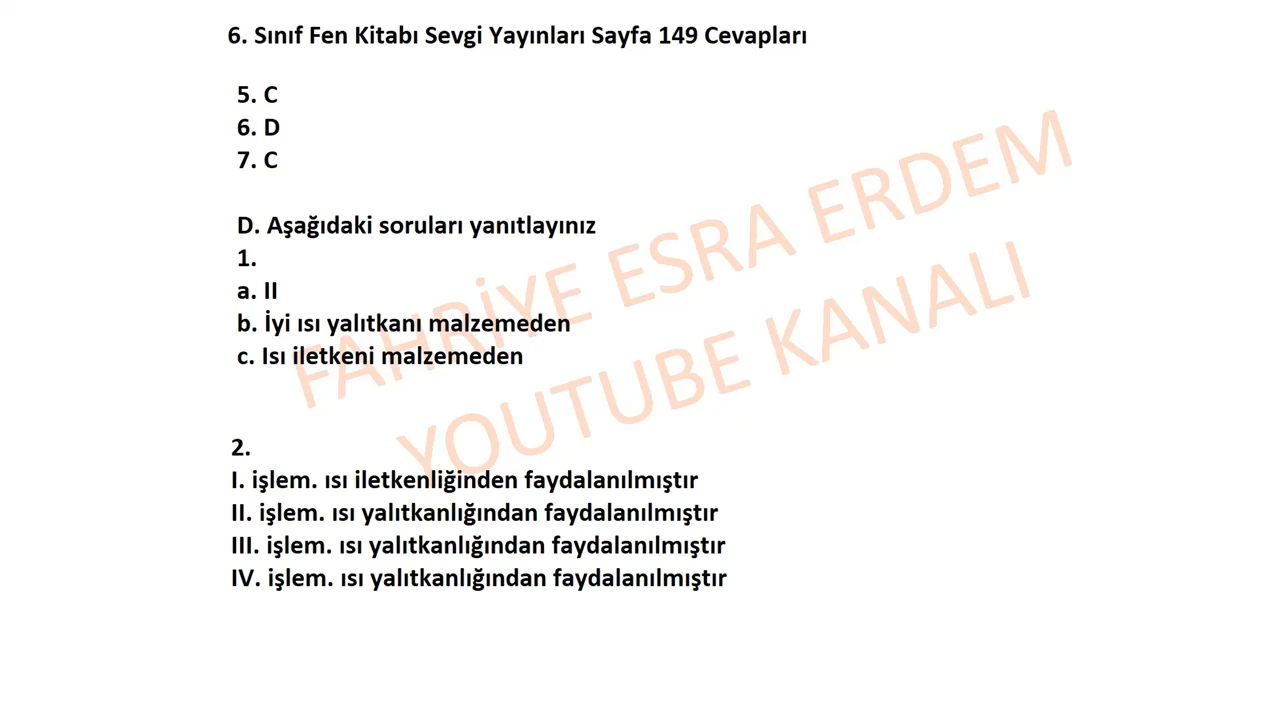 6. Sınıf Fen Kitabı Sevgi Yayınları Sayfa 149 Cevapları
5. C
6. D
7. C
D. Aşağıdaki soruları yanıtlayınız
1.
a. II
b. İyi ısı yalıtkanı malzemeden
c. Isı iletkeni malzemeden
2.
I. işlem. ısı iletkenliğinden faydalanılmıştır
II. işlem. ısı yalıtkanlığından faydalanılmıştır
III. işlem. ısı yalıtkanlığından faydalanılmıştır
IV. işlem. ısı yalıtkanlığından faydalanılmıştır
FAHRİYE ESRA ERDEM
YOUTUBE KANALI